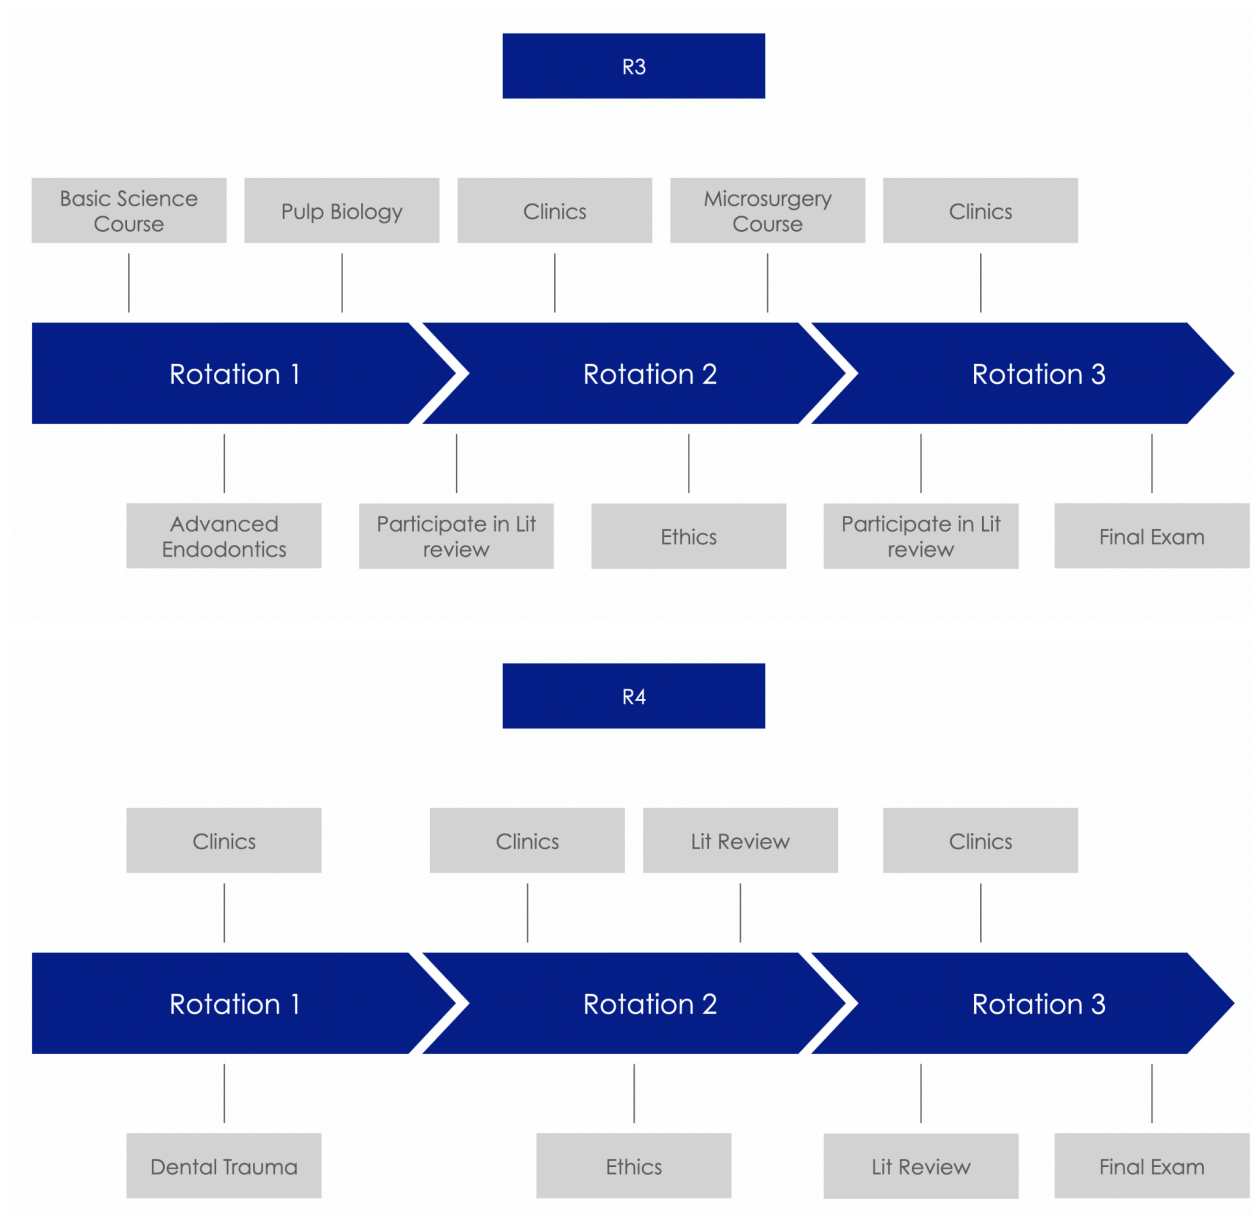 R3
Basic Science
Course
Pulp Biology
Clinics
Microsurgery
Course
Clinics
Rotation 1
Rotation 2
Rotation 3
Advanced
Endodontics
Participate in Lit
review
Ethics
Participate in Lit
review
Final Exam
R4
Clinics
Clinics
Lit Review
Clinics
Rotation 1
Rotation 2
Rotation 3
Dental Trauma
Ethics
Lit Review
Final Exam